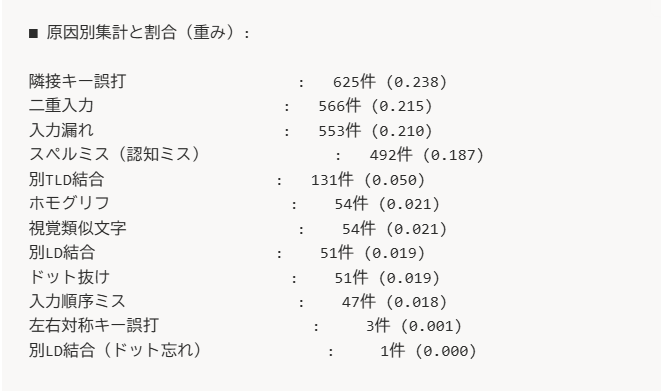 ■ 原因別集計と割合（重み）:
隣接キー誤打 : 625件 (0.238)
二重入力 : 566件 (0.215)
入力漏れ : 553件 (0.210)
スペルミス（認知ミス） : 492件 (0.187)
別TLD結合 : 131件 (0.050)
ホモグリフ : 54件 (0.021)
視覚類似文字 : 54件 (0.021)
別LD結合 : 51件 (0.019)
ドット抜け : 51件 (0.019)
入力順序ミス : 47件 (0.018)
左右対称キー誤打 : 3件 (0.001)
別LD結合（ドット忘れ） : 1件 (0.000)